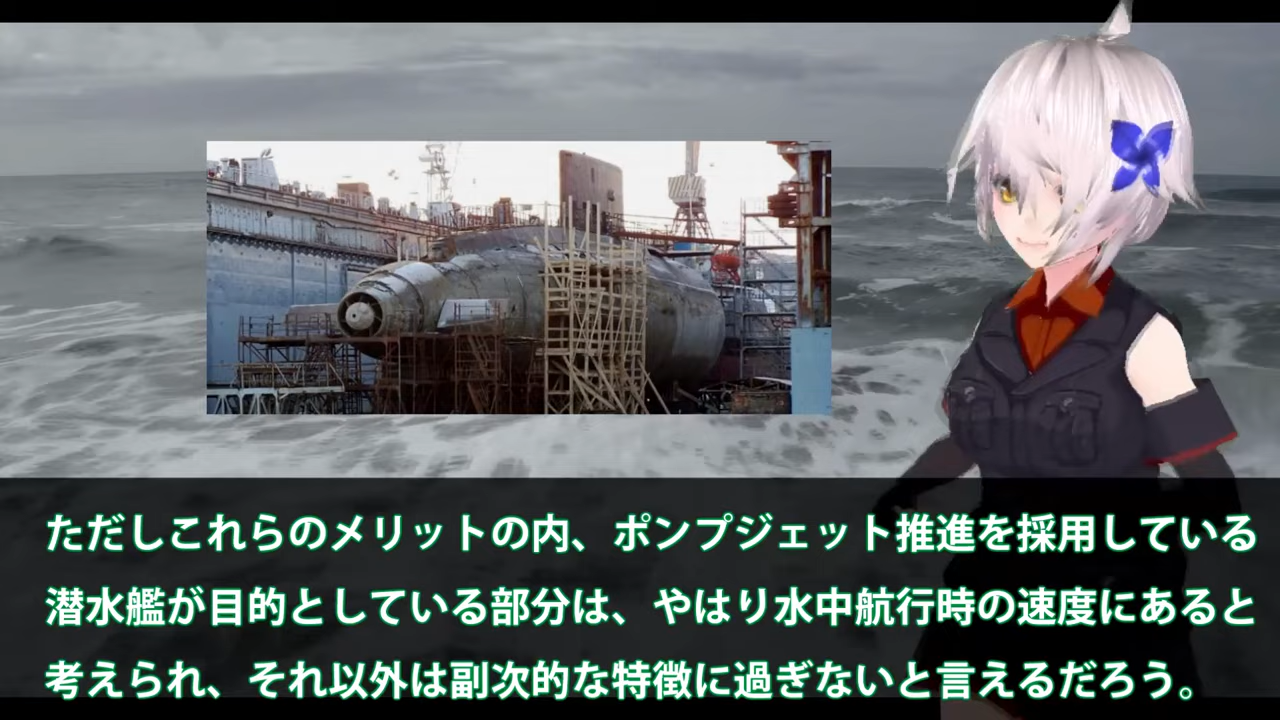 ただしこれらのメリットの内、ポンプジェット推進を採用している
潜水艦が目的としている部分は、やはり水中航行時の速度にあると
考えられ、それ以外は副次的な特徴に過ぎないと言えるだろう。